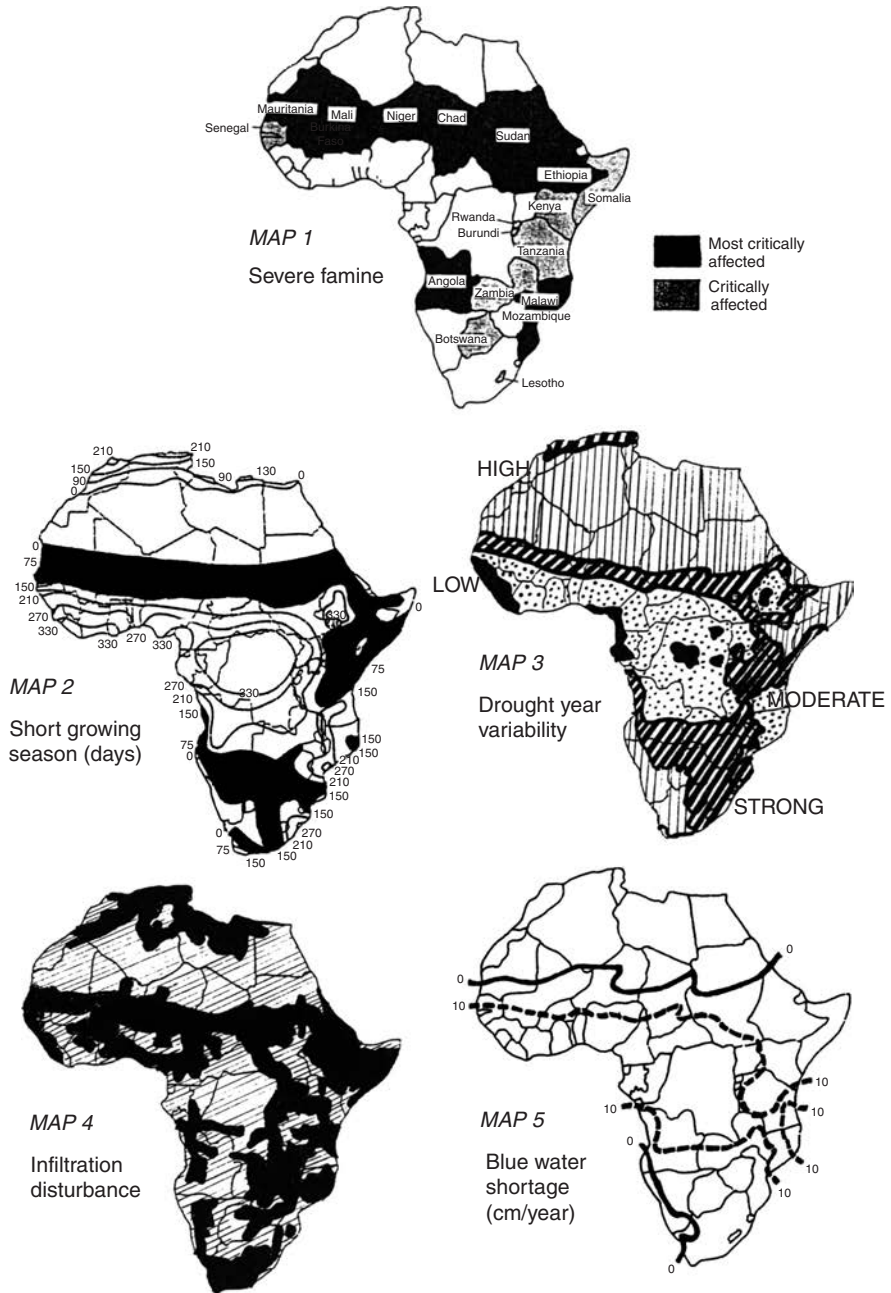 Mauritania
Mali
Niger
Chad
Sudan
Senegal
Burkina
Faso
Ethiopia
Somalia
Kenya
Rwanda
Burundi
Tanzania
MAP 1
Severe famine
Most critically
affected
Critically
affected
Angola
Zambia
Malawi
Mozambique
Botswana
Lesotho
210
210
150
150
90
90
130
0
0
0
75
150
210
270
330
330
270
330
330
0
75
150
MAP 2
Short growing
season (days)
270
210
150
330
75
0
150
150
210
270
210
150
150
270
210
150
150
0
75
HIGH
LOW
MAP 3
Drought year
variability
MODERATE
STRONG
MAP 4
Infiltration
disturbance
0
0
10
MAP 5
Blue water
shortage
(cm/year)
10
10
10
0
0
10
10
0